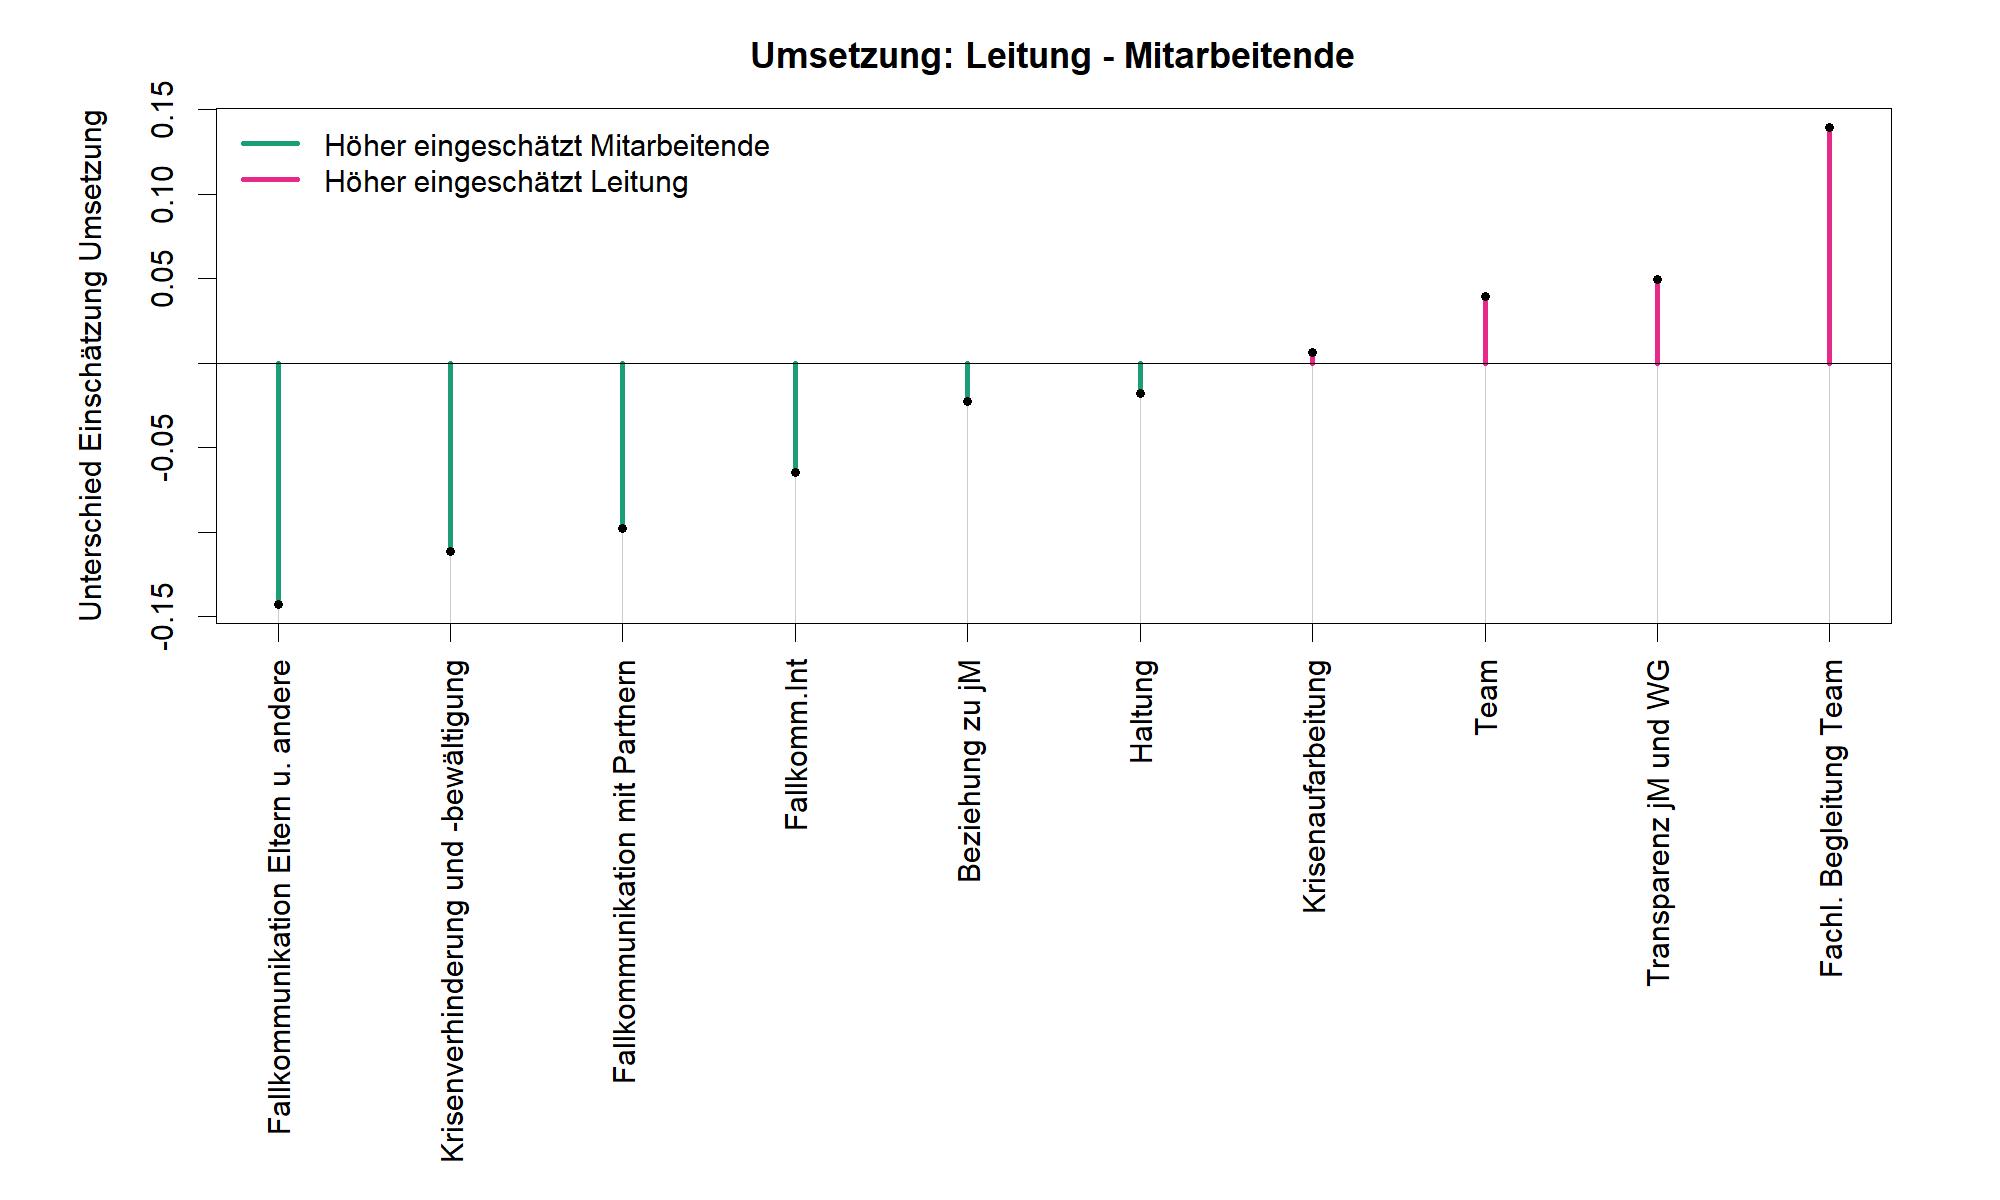 Umsetzung: Leitung - Mitarbeitende
Unterschied Einschätzung Umsetzung
0.15
0.10
0.05
-0.05
-0.15
Höher eingeschätzt Mitarbeitende
Höher eingeschätzt Leitung
Fallkommunikation Eltern u. andere
Krisenverhinderung und -bewältigung
Fallkommunikation mit Partnern
Fallkomm.Int
Beziehung zu jM
Haltung
Krisenaufarbeitung
Team
Transparenz jM und WG
Fachl. Begleitung Team